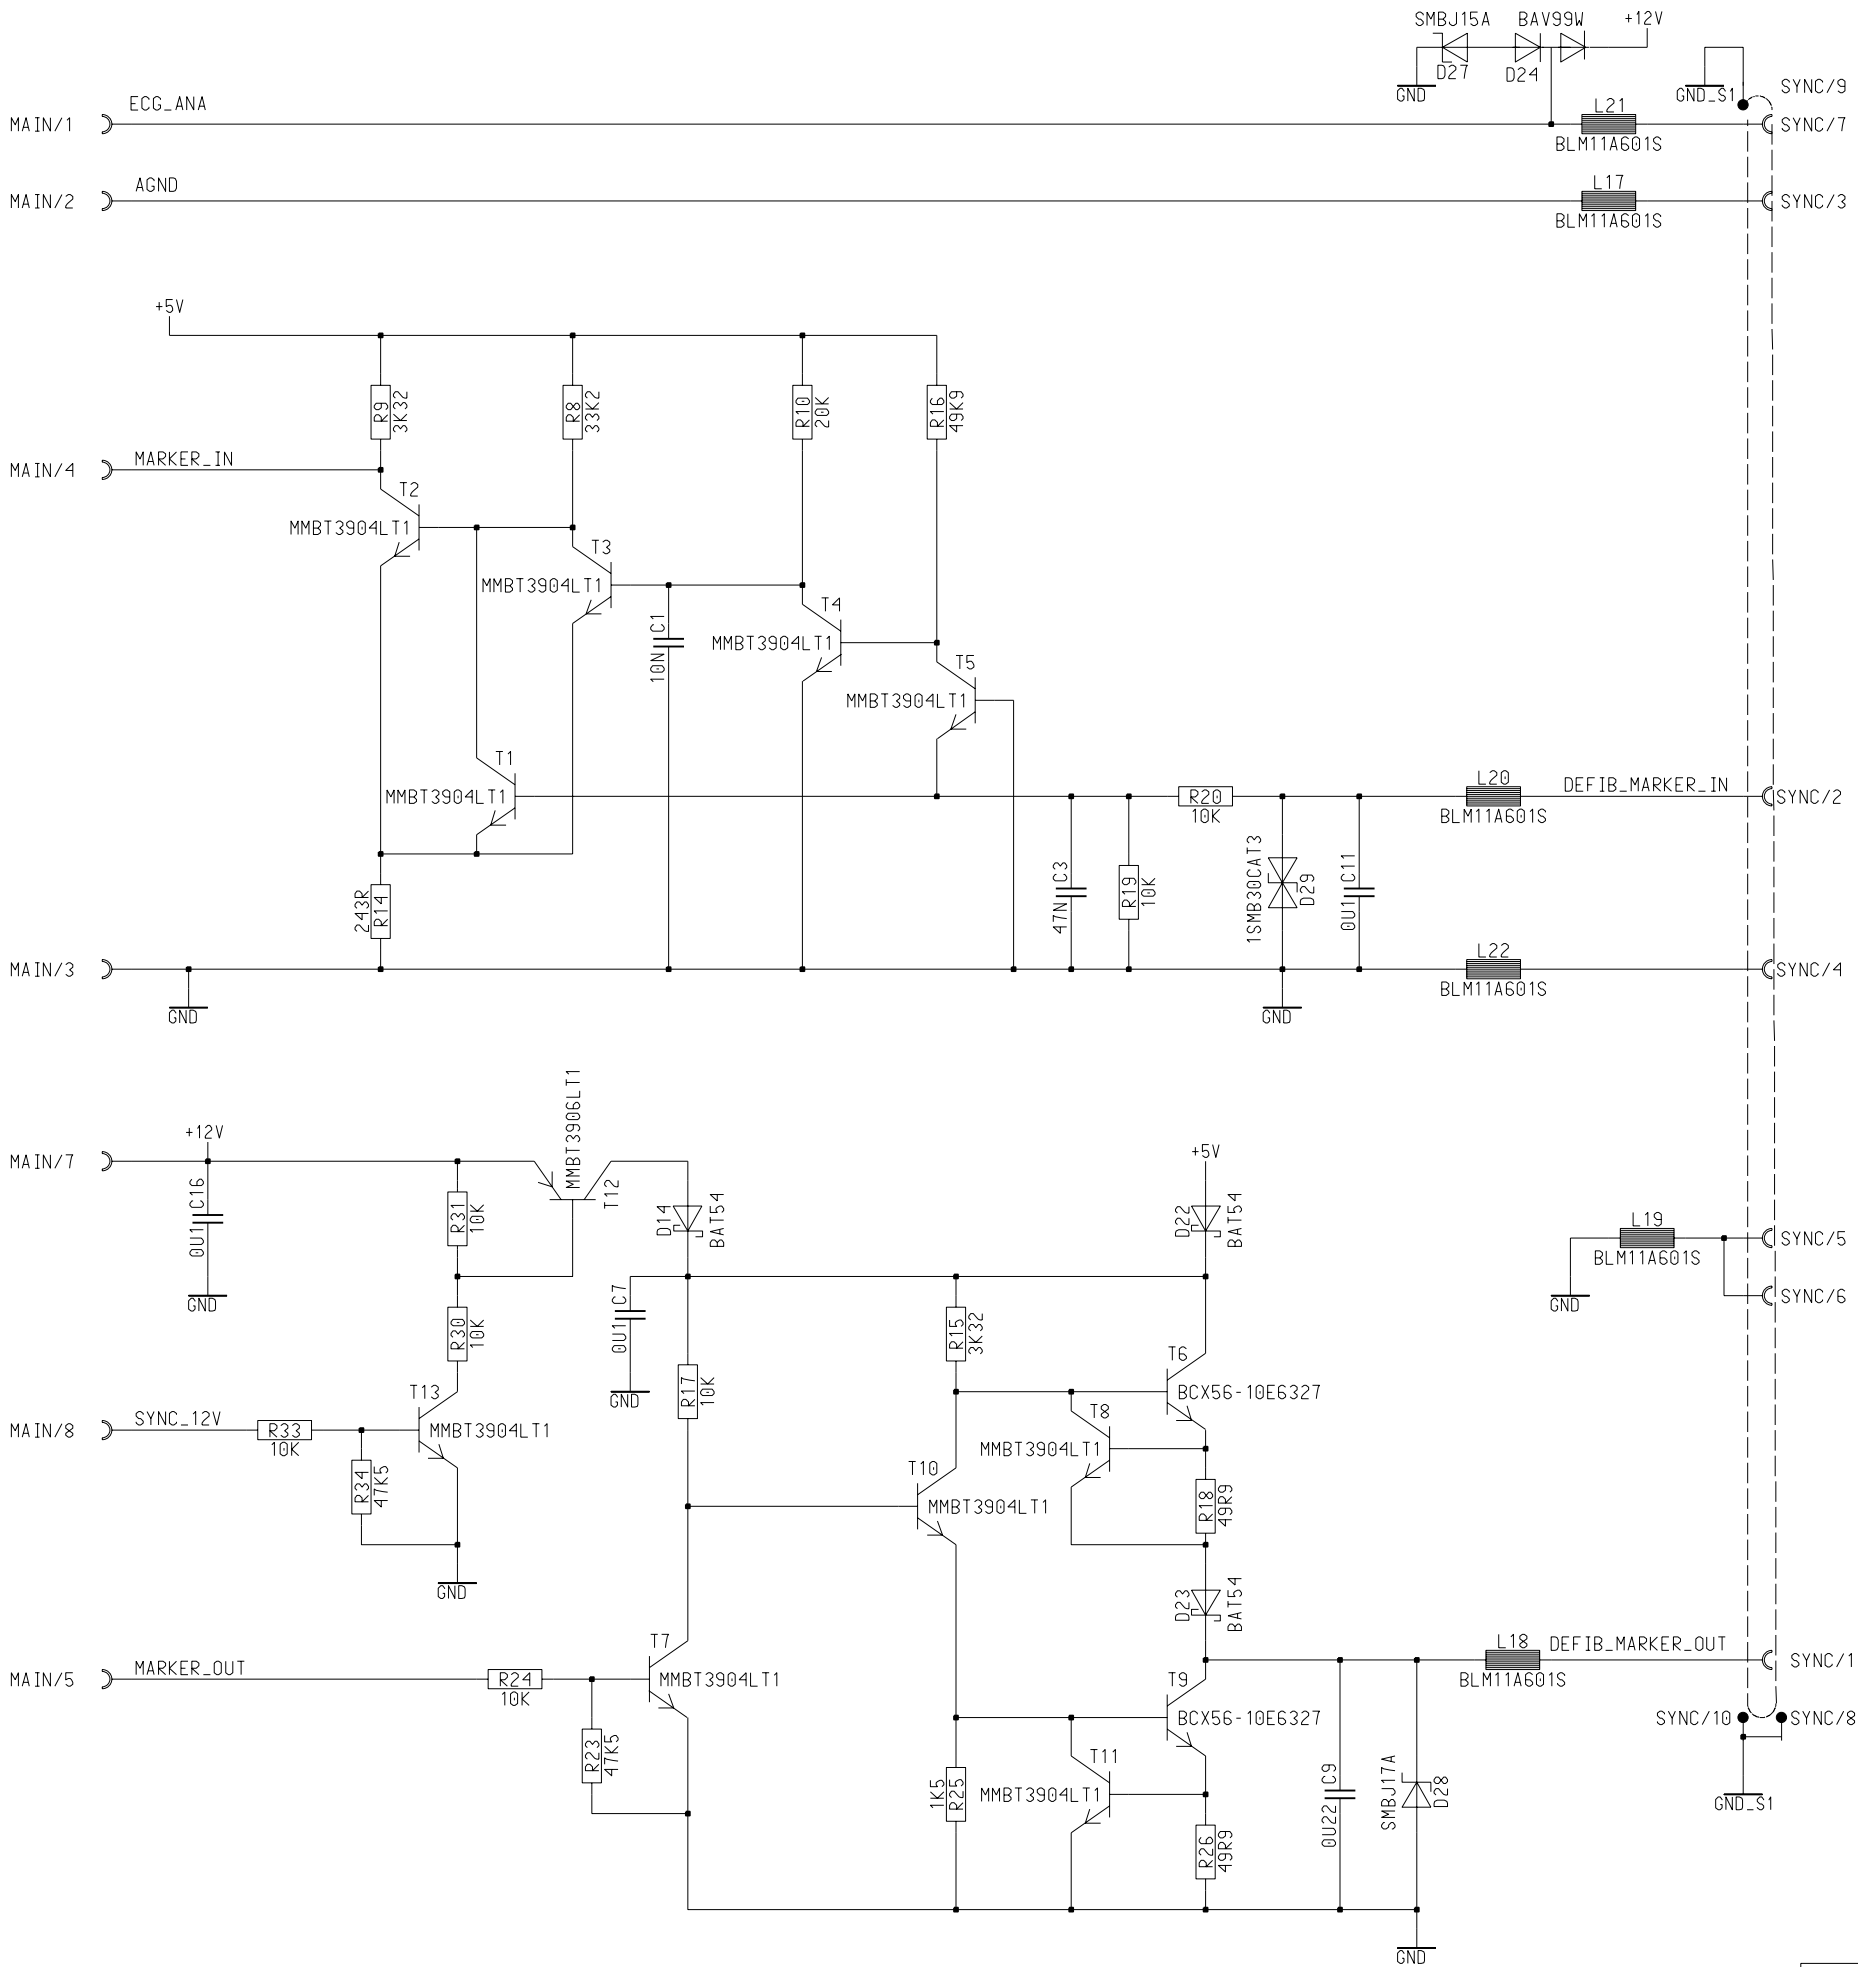 SMBJ15A BAV99W +12V
D27 D24
GND GND_S1 SYNC/9
ECG_ANA
MAIN/1 L21 SYNC/7
BLM11A601S
AGND
MAIN/2 L17 SYNC/3
BLM11A601S
+5V
R9 3K32
R8 33K2
R10 20K
R16 49K9
MAIN/4 MARKER_IN
T2
MMBT3904LT1
T3
MMBT3904LT1
C1 10N
T4
MMBT3904LT1
T5
MMBT3904LT1
T1
MMBT3904LT1
R20
10K
L20 DEFIB_MARKER_IN
SYNC/2
BLM11A601S
243R R14
47N C3
R19 10K
1SMB30CAT3 D29
0U1 C11
MAIN/3 L22 SYNC/4
BLM11A601S
GND GND
MMBT3906LT1
+12V +5V
MAIN/7
T12
0U1 C16
R31 10K
D14 BAT54
D22 BAT54
L19 SYNC/5
BLM11A601S
GND GND SYNC/6
R30 10K
0U1 C7
GND
R17 10K
R15 3K32
T6
BCX56-10E6327
T13
MMBT3904LT1
MAIN/8 SYNC_12V
R33
10K
R34 47K5
GND
T8
MMBT3904LT1
T10
MMBT3904LT1
R18 49R9
D23 BAT54
MAIN/5 MARKER_OUT
R24
10K
T7
MMBT3904LT1
L18 DEFIB_MARKER_OUT
SYNC/1
BLM11A601S
T9
BCX56-10E6327
SYNC/10 SYNC/8
R23 47K5
1K5 R25
T11
MMBT3904LT1
R26 49R9
0U22 C9
SMBJ17A D28
GND_S1
GND